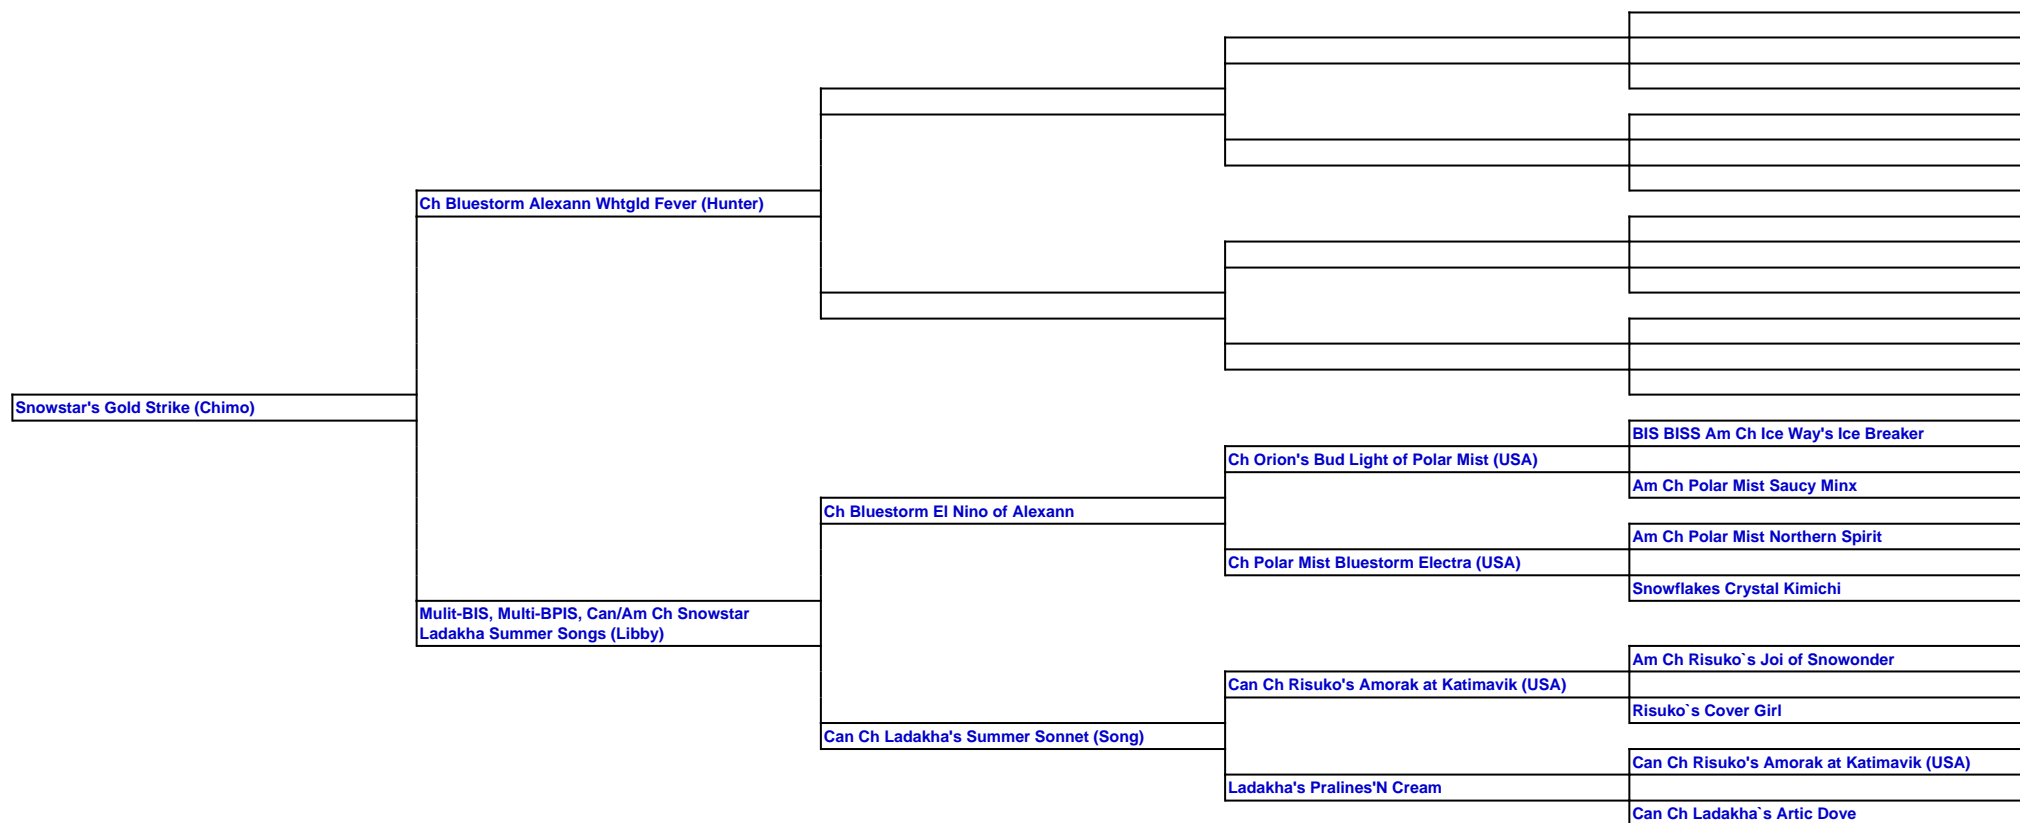 Ch Bluestorm Alexann Whtgld Fever (Hunter)
Snowstar's Gold Strike (Chimo)
BIS BISS Am Ch Ice Way's Ice Breaker
Ch Orion's Bud Light of Polar Mist (USA)
Am Ch Polar Mist Saucy Minx
Ch Bluestorm El Nino of Alexann
Am Ch Polar Mist Northern Spirit
Ch Polar Mist Bluestorm Electra (USA)
Snowflakes Crystal Kimichi
Mulit-BIS, Multi-BPIS, Can/Am Ch Snowstar
Ladakha Summer Songs (Libby)
Am Ch Risuko`s Joi of Snowonder
Can Ch Risuko's Amorak at Katimavik (USA)
Risuko`s Cover Girl
Can Ch Ladakha's Summer Sonnet (Song)
Can Ch Risuko's Amorak at Katimavik (USA)
Ladakha's Pralines'N Cream
Can Ch Ladakha`s Artic Dove